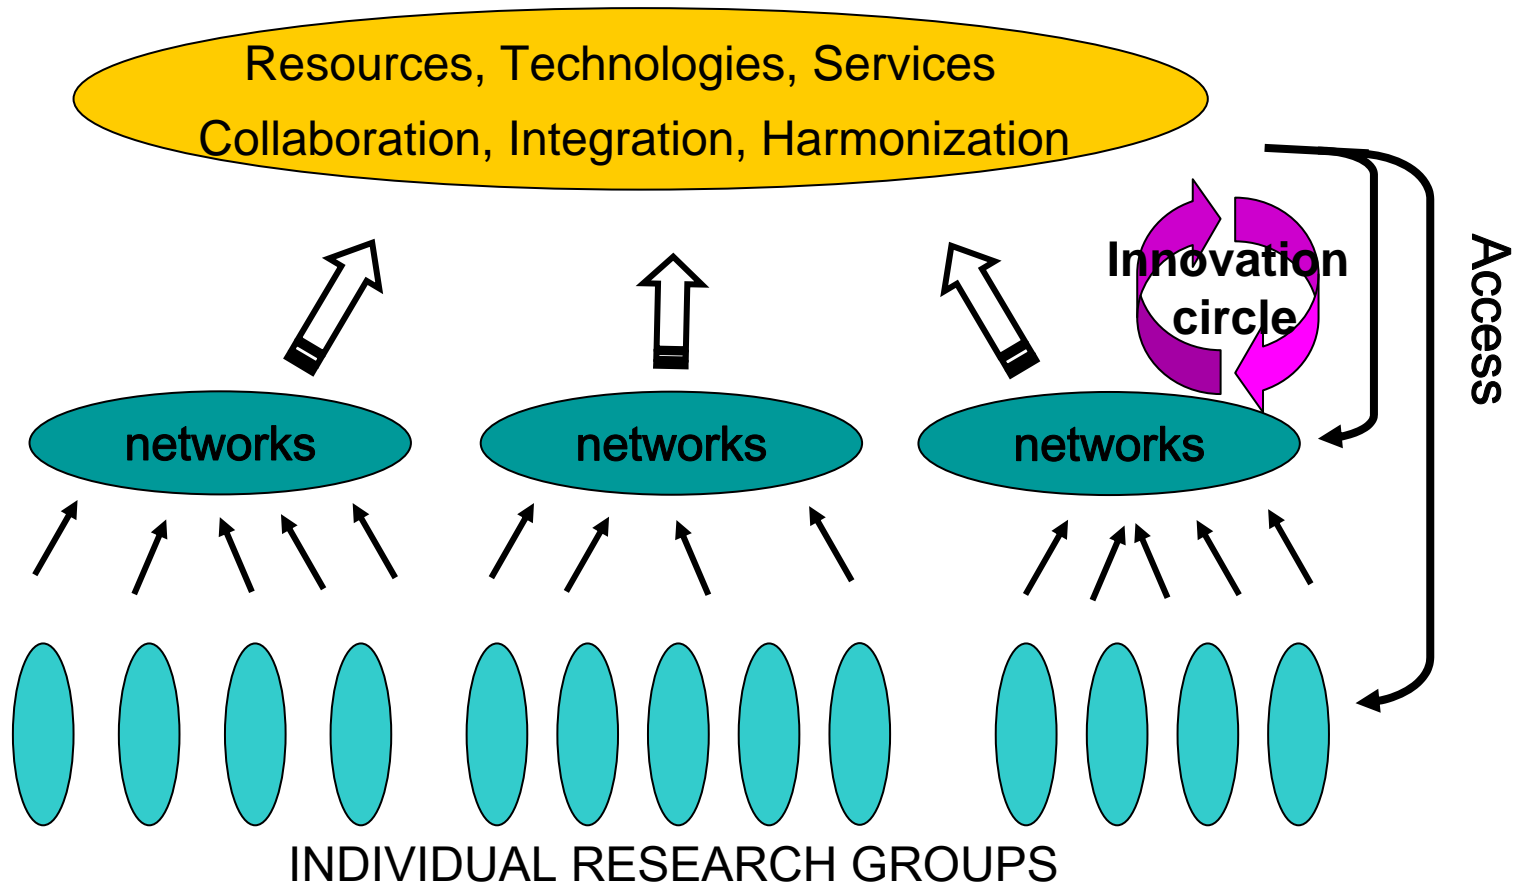 Resources, Technologies, Services
Collaboration, Integration, Harmonization
Innovation
circle
Access
networks
networks
networks
INDIVIDUAL RESEARCH GROUPS